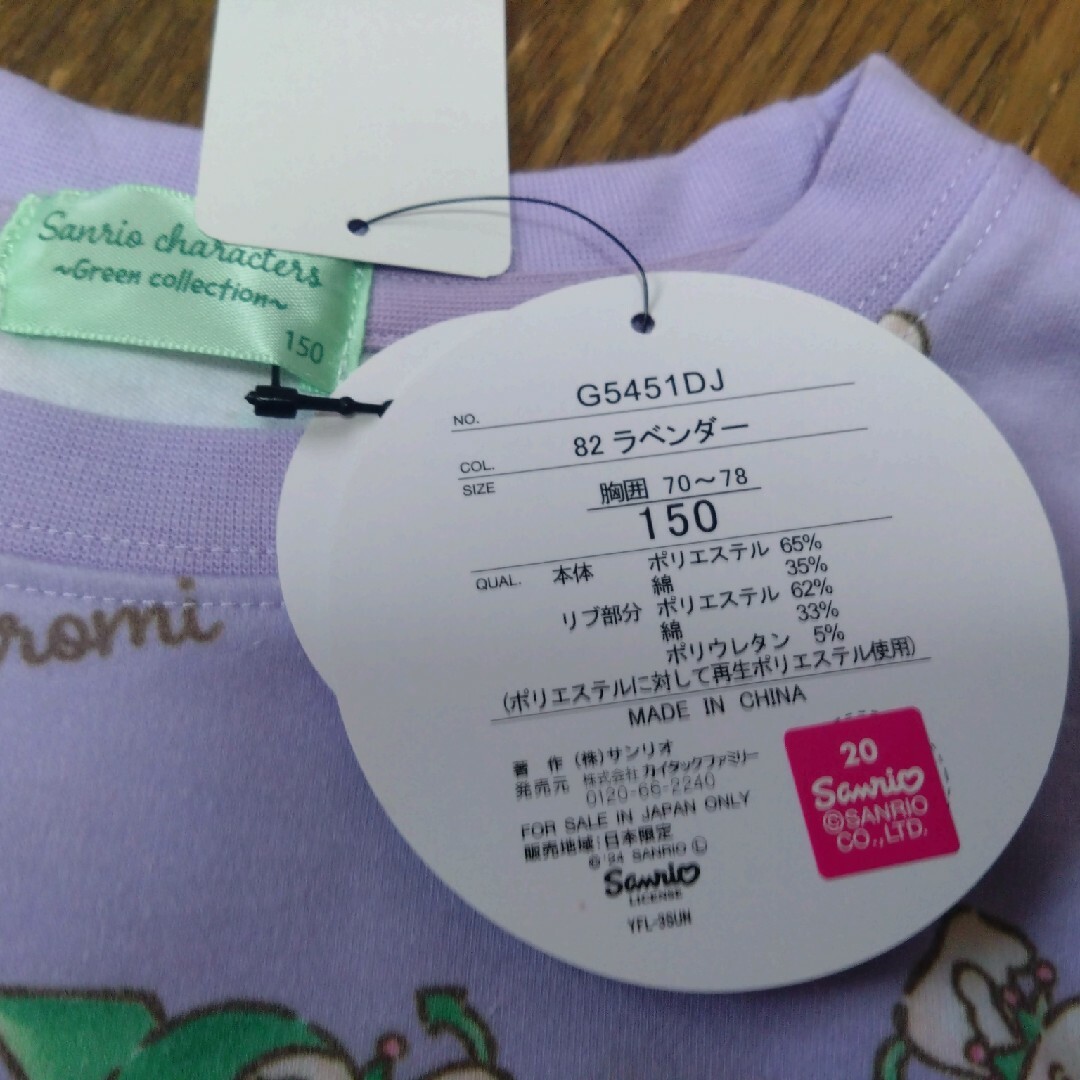 Sanrio characters
~Green collection~
150
NO. G5451DJ
COL. 82 ラベンダー
SIZE 胸囲 70～78
150
QUAL. 本体 ポリエステル 65%
綿 35%
リブ部分 ポリエステル 62%
綿 33%
ポリウレタン 5%
(ポリエステルに対して再生ポリエステル使用)
MADE IN CHINA
著 作 (株)サンリオ
発売元 株式会社 カイタックファミリー
0120-66-2240
FOR SALE IN JAPAN ONLY
販売地域:日本限定
SANRIO Ⓛ
Sanrio
LICENSE
YFL-3SUN
20
Sanrio
©SANRIO
CO.,LTD.
romi